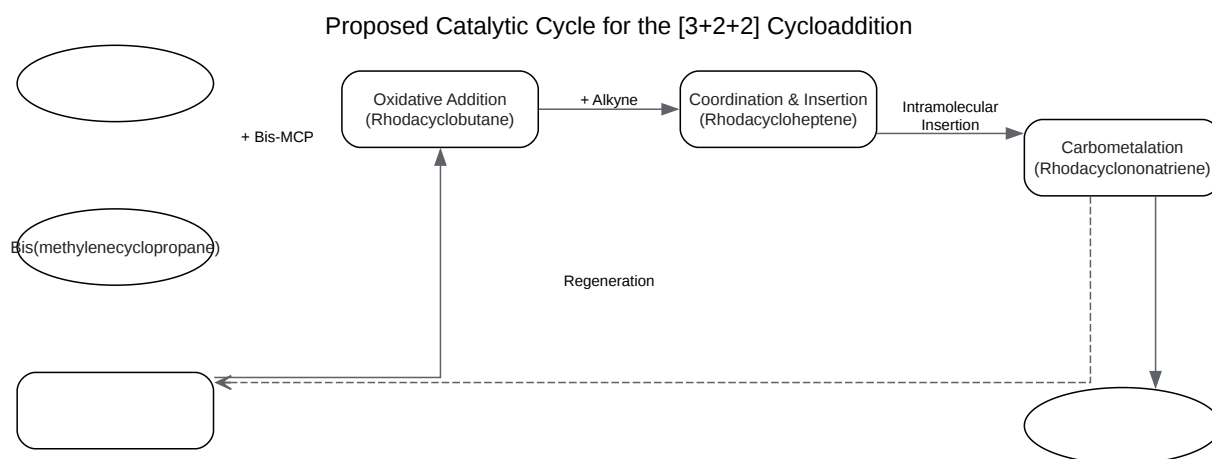 Proposed Catalytic Cycle for the [3+2+2] Cycloaddition
Oxidative Addition
(Rhodacyclobutane)
+ Alkyne
Coordination & Insertion
(Rhodacycloheptene)
Intramolecular
Insertion
+ Bis-MCP
Carbometalation
(Rhodacyclononatriene)
Bis(methylenecyclopropane)
Regeneration